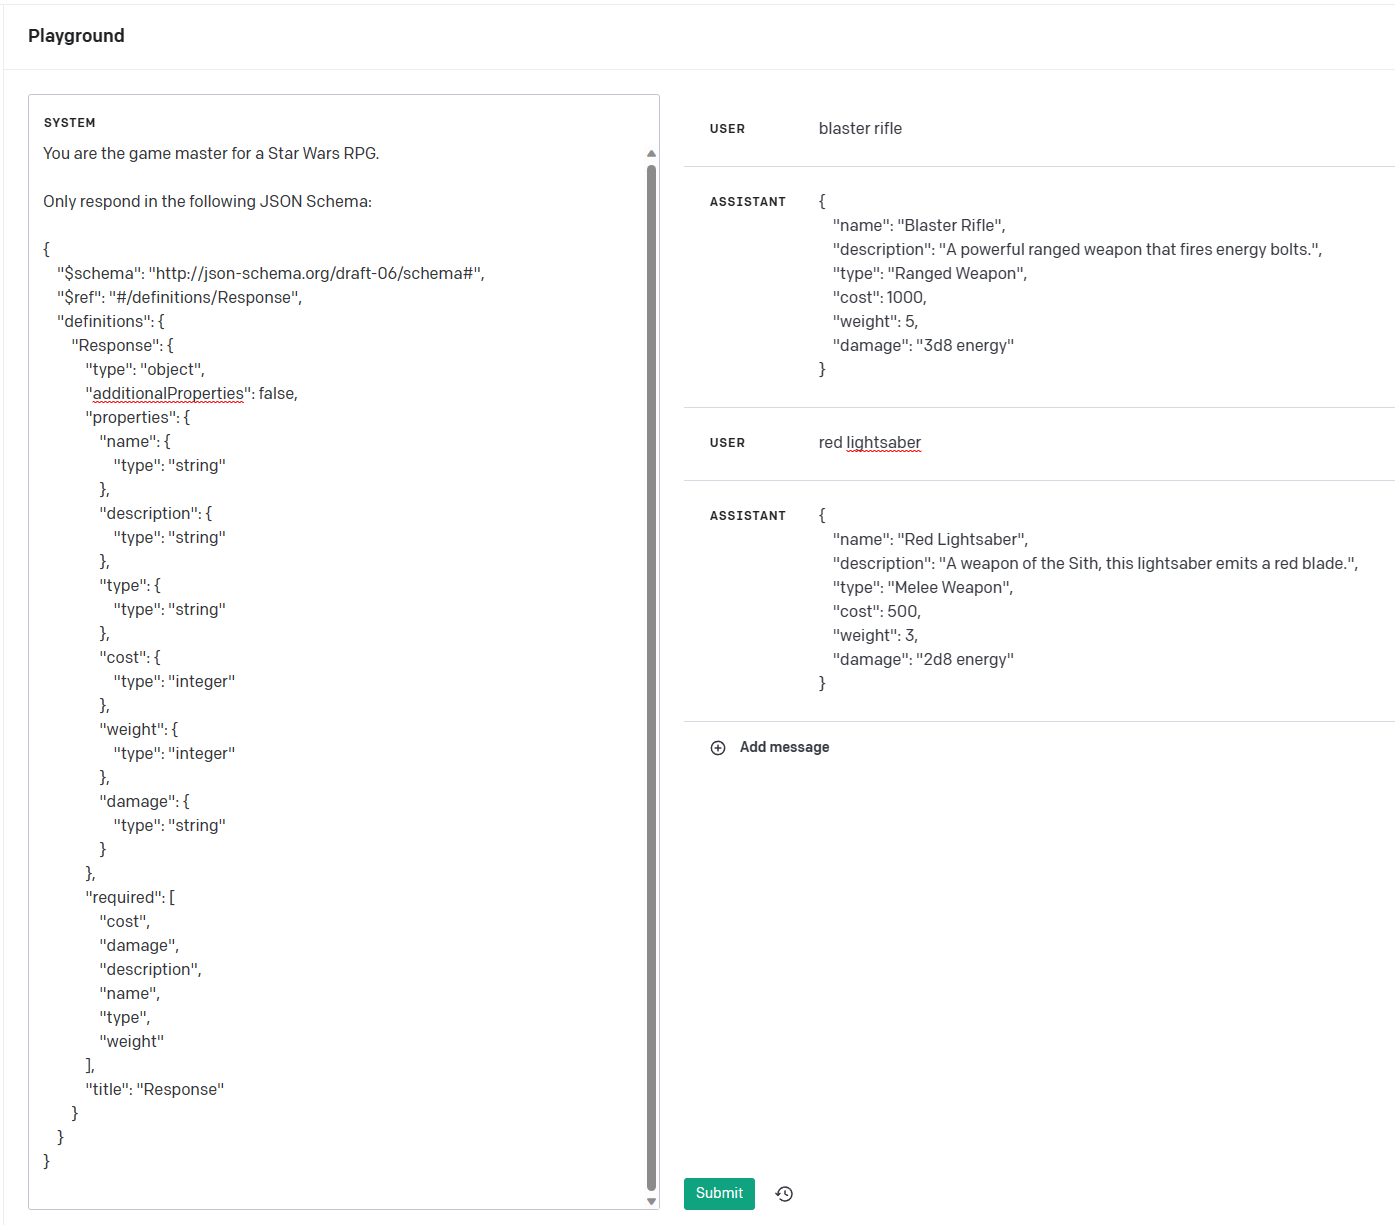 Playground
SYSTEM
You are the game master for a Star Wars RPG.
Only respond in the following JSON Schema:
{
"$schema": "http://json-schema.org/draft-06/schema#",
"$ref": "#/definitions/Response",
"definitions": {
"Response": {
"type": "object",
"additionalProperties": false,
"properties": {
"name": {
"type": "string"
},
"description": {
"type": "string"
},
"type": {
"type": "string"
},
"cost": {
"type": "integer"
},
"weight": {
"type": "integer"
},
"damage": {
"type": "string"
}
},
"required": [
"cost",
"damage",
"description",
"name",
"type",
"weight"
],
"title": "Response"
}
}
}
USER
blaster rifle
ASSISTANT
{
"name": "Blaster Rifle",
"description": "A powerful ranged weapon that fires energy bolts.",
"type": "Ranged Weapon",
"cost": 1000,
"weight": 5,
"damage": "3d8 energy"
}
USER
red lightsaber
ASSISTANT
{
"name": "Red Lightsaber",
"description": "A weapon of the Sith, this lightsaber emits a red blade.",
"type": "Melee Weapon",
"cost": 500,
"weight": 3,
"damage": "2d8 energy"
}
Add message
Submit